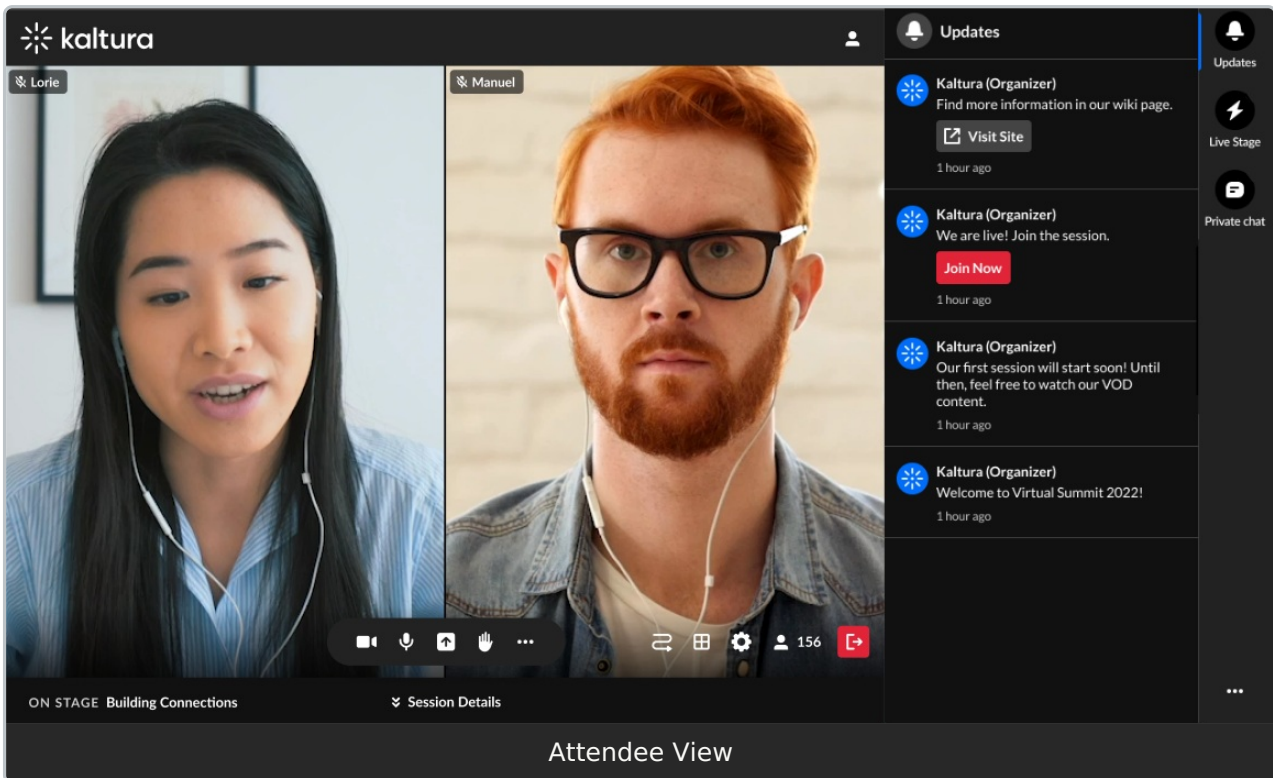 kaltura
Lorie
Manuel
156
ON STAGE Building Connections
Session Details
Updates
Kaltura (Organizer)
Find more information in our wiki page.
Visit Site
1 hour ago
Kaltura (Organizer)
We are live! Join the session.
Join Now
1 hour ago
Kaltura (Organizer)
Our first session will start soon! Until
then, feel free to watch our VOD
content.
1 hour ago
Kaltura (Organizer)
Welcome to Virtual Summit 2022!
1 hour ago
Updates
Live Stage
Private chat
Attendee View